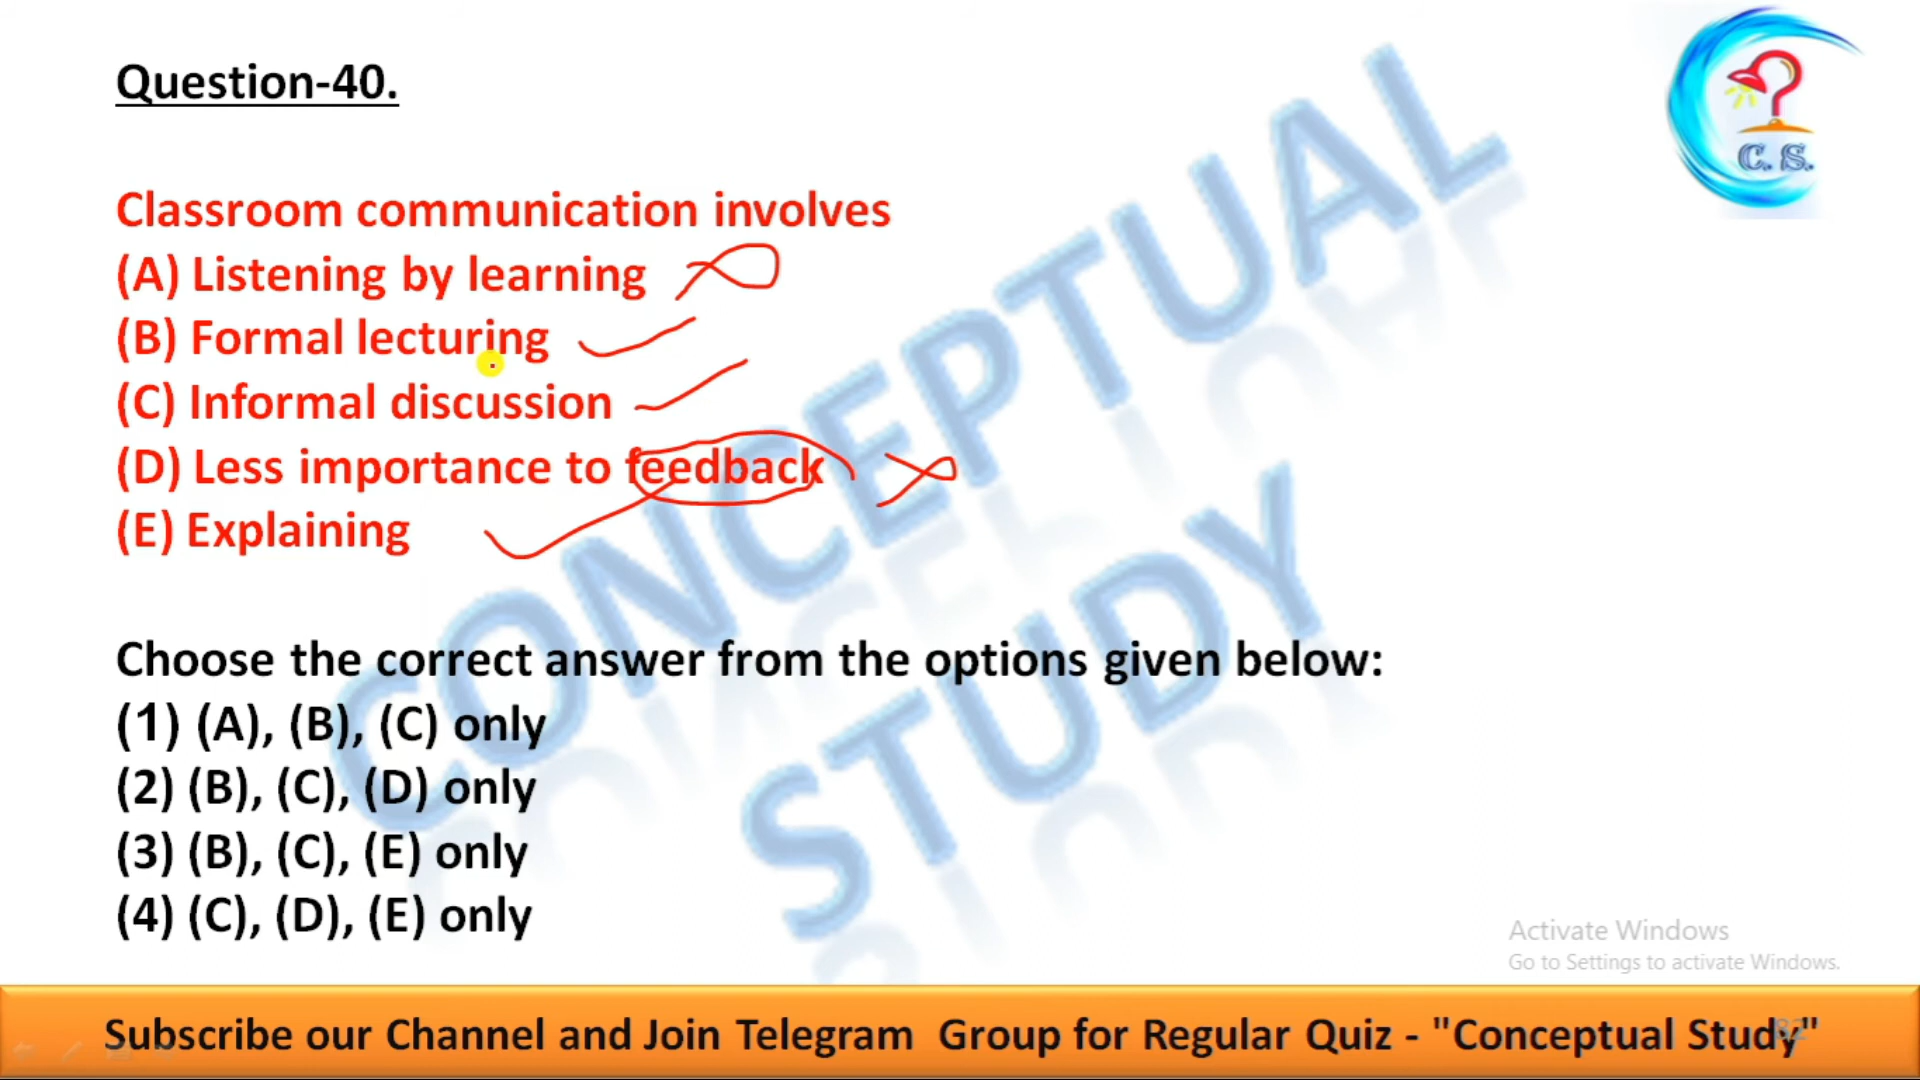 Question-40.
C. S.
Classroom communication involves
(A) Listening by learning
(B) Formal lecturing
(C) Informal discussion
(D) Less importance to feedback
(E) Explaining
CONCEPTUAL
STUDY
Choose the correct answer from the options given below:
(1) (A), (B), (C) only
(2) (B), (C), (D) only
(3) (B), (C), (E) only
(4) (C), (D), (E) only
Activate Windows
Go to Settings to activate Windows.
Subscribe our Channel and Join Telegram Group for Regular Quiz - "Conceptual Study"
82